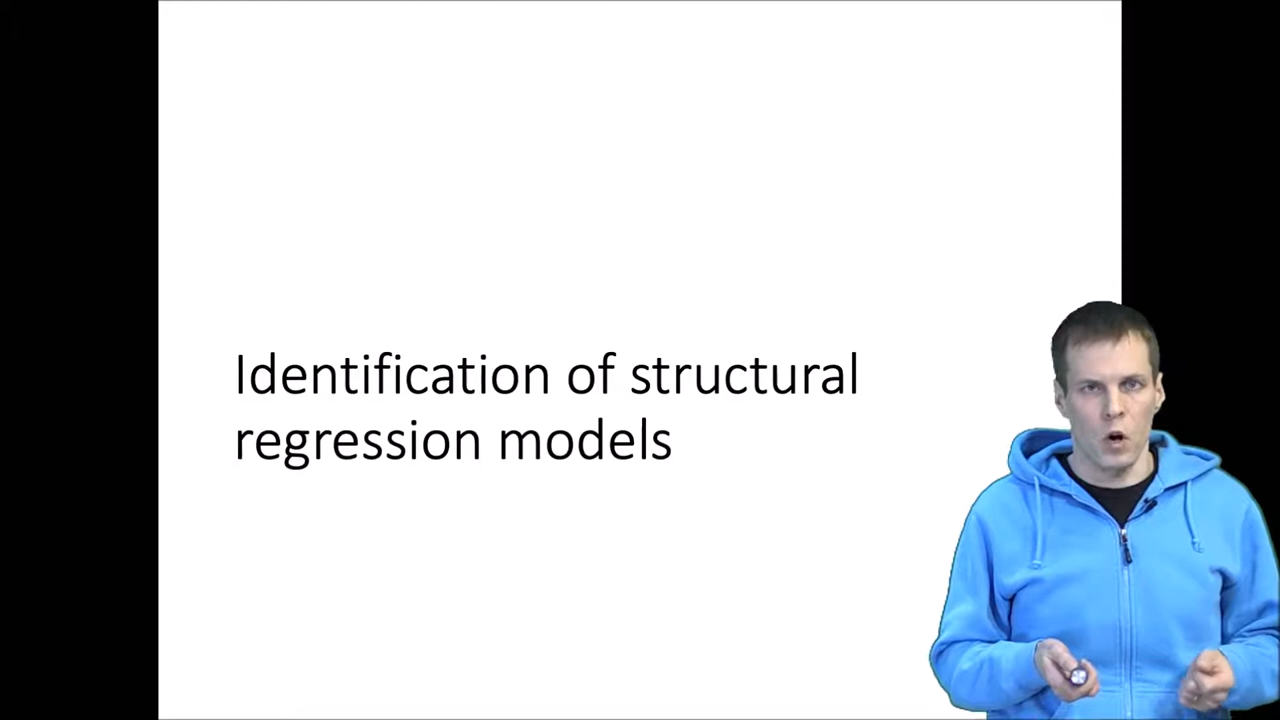 Identification of structural
regression models